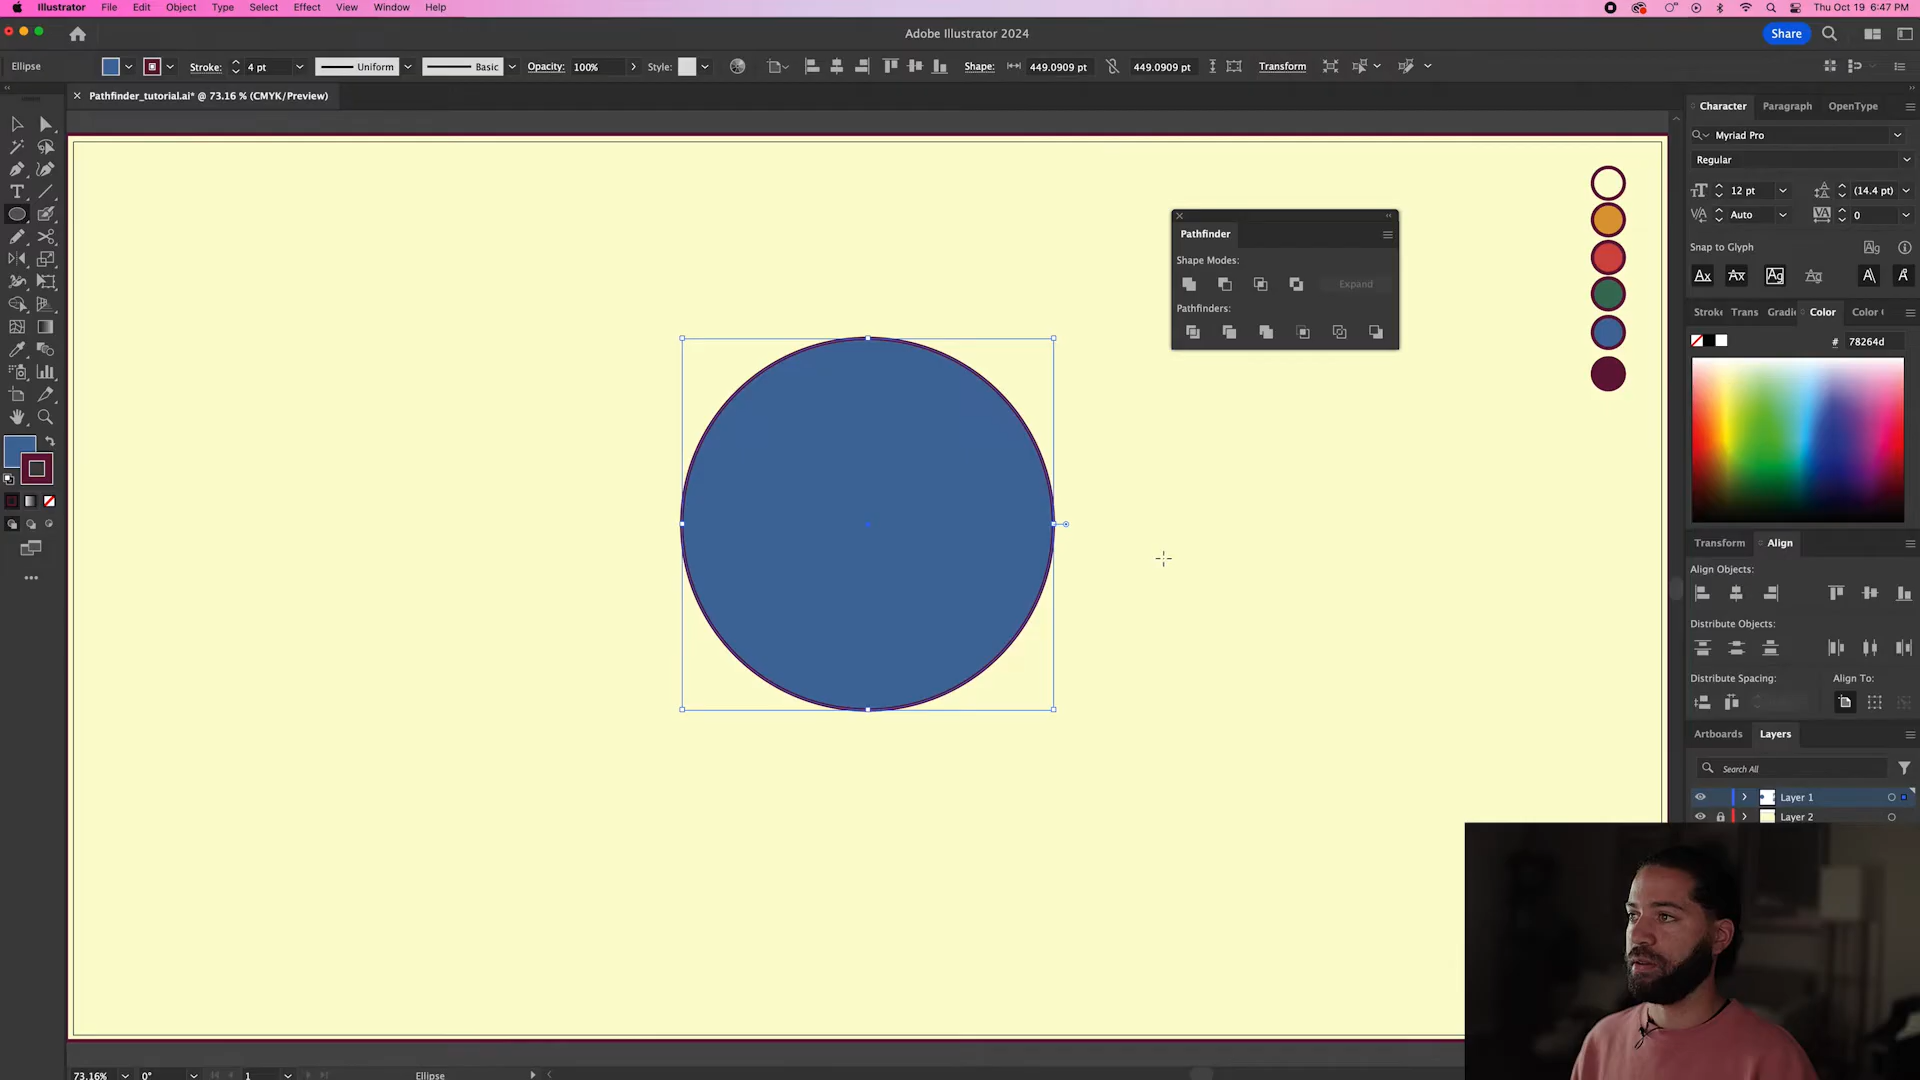 Illustrator File Edit Object Type Select Effect View Window Help Thu Oct 19 6:47 PM
Adobe Illustrator 2024
Share
Ellipse Stroke: 4 pt Uniform Basic Opacity: 100% Style: Shape: 449.0909 pt 449.0909 pt Transform
Pathfinder_tutorial.ai* @ 73.16 % (CMYK/Preview)
Pathfinder
Shape Modes:
Expand
Pathfinders:
Character Paragraph OpenType
Myriad Pro
Regular
12 pt (14.4 pt)
Auto 0
Snap to Glyph
Stroke Trans Gradie Color Color
# 78264d
Transform Align
Align Objects:
Distribute Objects:
Distribute Spacing: Align To:
Artboards Layers
Search All
Layer 1
Layer 2
73.16% 0° 1 Ellipse